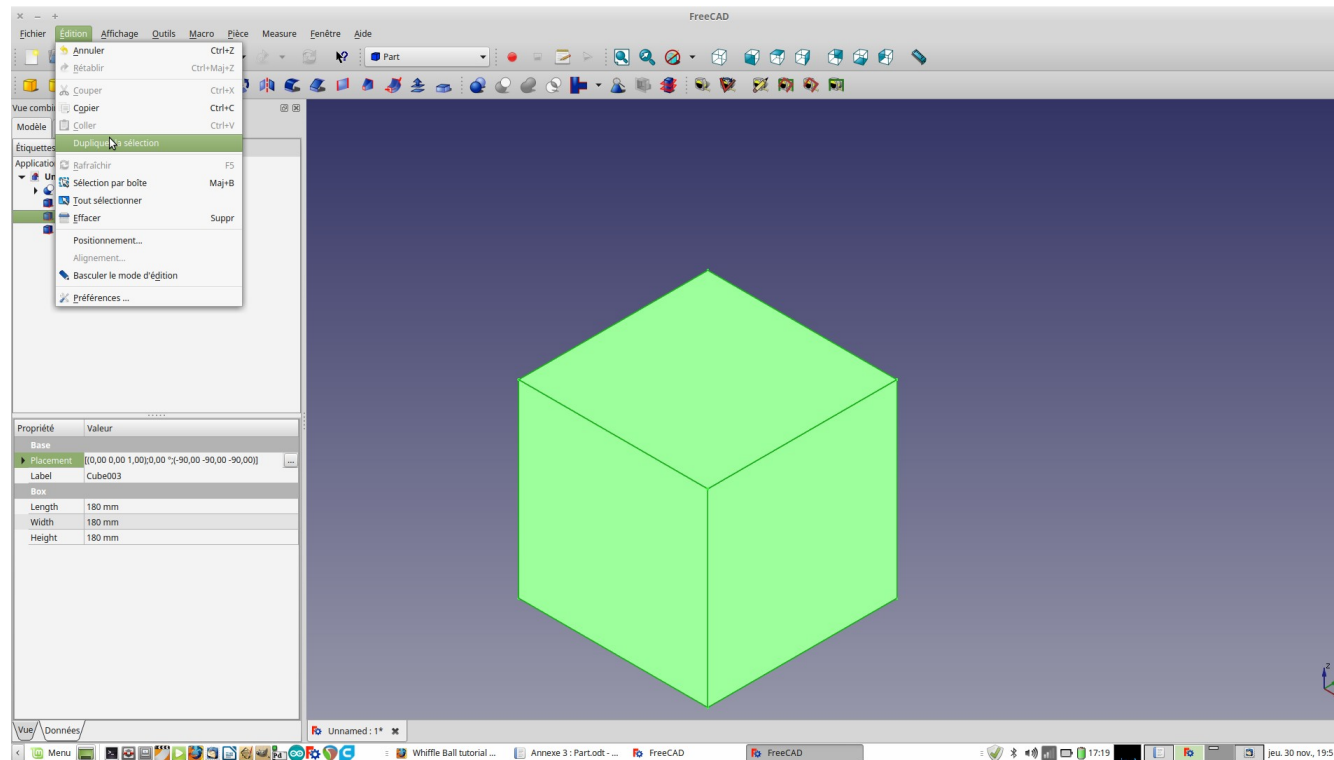 FreeCAD
Fichier Édition Affichage Outils Macro Pièce Measure Fenêtre Aide
Annuler Ctrl+Z
Rétablir Ctrl+Maj+Z
Part
Couper Ctrl+X
Copier Ctrl+C
Coller Ctrl+V
sélection
Rafraîchir F5
Sélection par boîte Maj+B
Tout sélectionner
Effacer Suppr
Positionnement...
Alignement...
Basculer le mode d'édition
Préférences ...
Vue combi
Modèle
Étiquettes
Applicatio
Un
Propriété Valeur
Base
Placement [(0,00 0,00 1,00);0,00 °;(-90,00 -90,00 -90,00)] ...
Label Cube003
Box
Length 180 mm
Width 180 mm
Height 180 mm
z
Vue Données
Unnamed : 1*
Menu
Whiffle Ball tutorial ... Annexe 3 : Part.odt - ... FreeCAD FreeCAD
17:19 jeu. 30 nov., 19:5